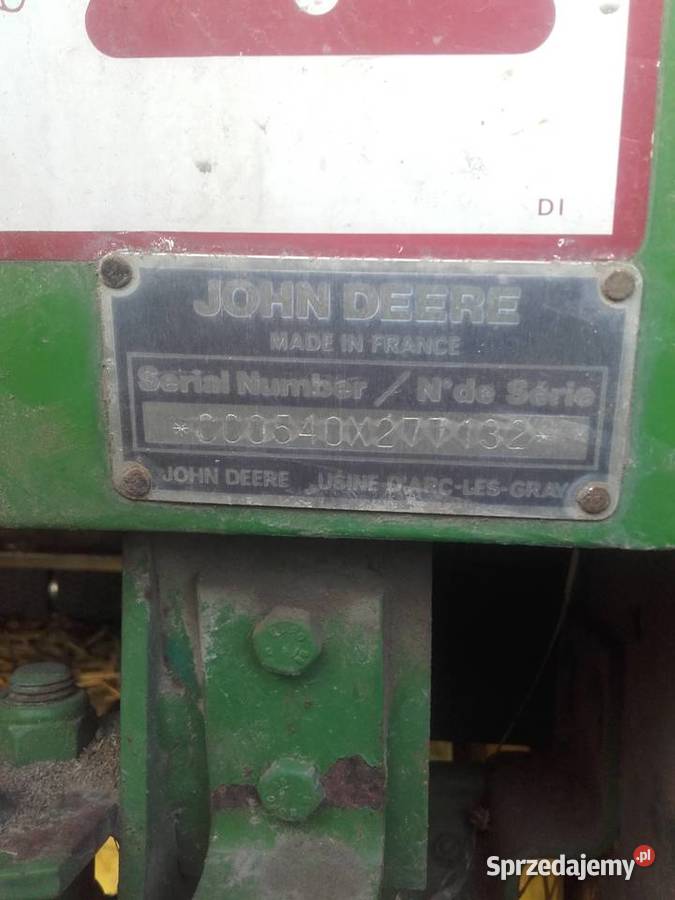 DI
JOHN DEERE
MADE IN FRANCE
Serial Number / N° de Série
*CC0540X277132*
JOHN DEERE USINE D'ARC-LES-GRAY
Sprzedajemy.pl